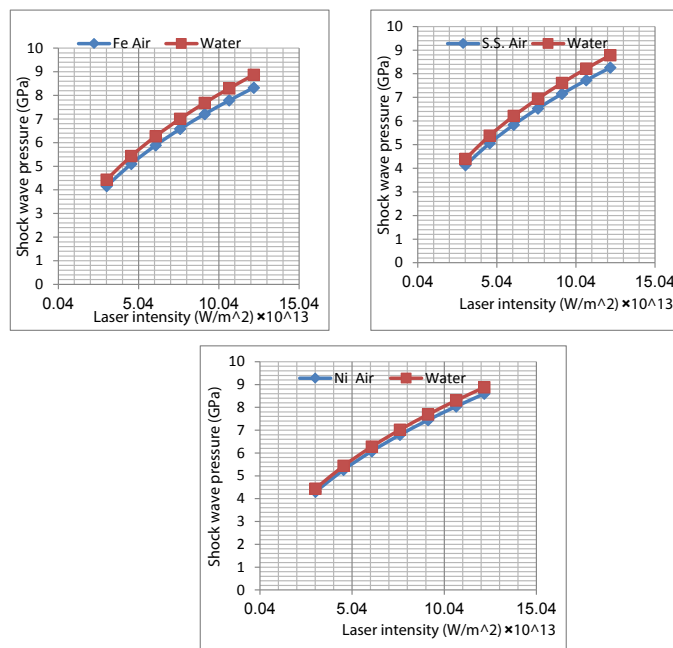 Fe Air Water
10
9
8
7
6
5
4
3
2
1
0
Shock wave pressure (GPa)
0.04 5.04 10.04 15.04
Laser intensity (W/m^2) ×10^13
S.S. Air Water
10
9
8
7
6
5
4
3
2
1
0
Shock wave pressure (GPa)
0.04 5.04 10.04 15.04
Laser intensity (W/m^2) ×10^13
Ni Air Water
10
9
8
7
6
5
4
3
2
1
0
Shock wave pressure (GPa)
0.04 5.04 10.04 15.04
Laser intensity (W/m^2) ×10^13